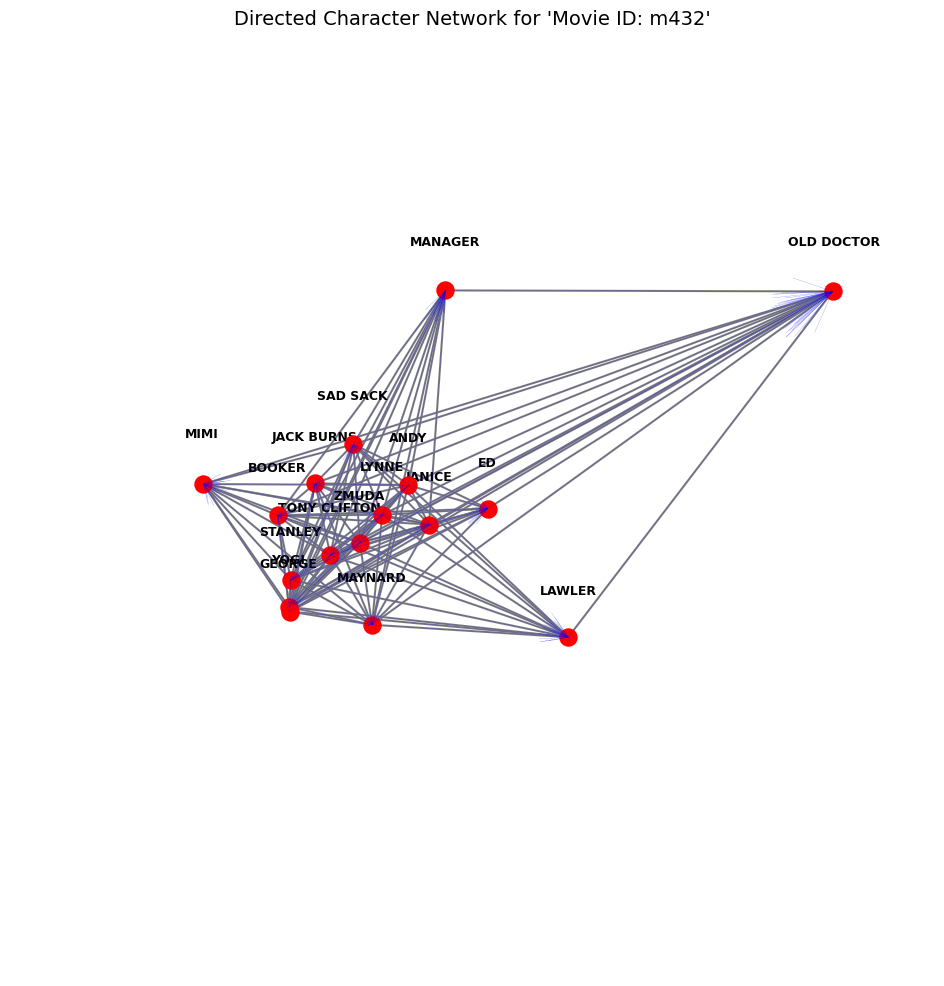 Directed Character Network for 'Movie ID: m432'
MANAGER
OLD DOCTOR
SAD SACK
MIMI
JACK BURNS
ANDY
BOOKER
LYNNE
ED
JANICE
ZMUDA
TONY CLIFTON
STANLEY
YOGI
GEORGE
MAYNARD
LAWLER